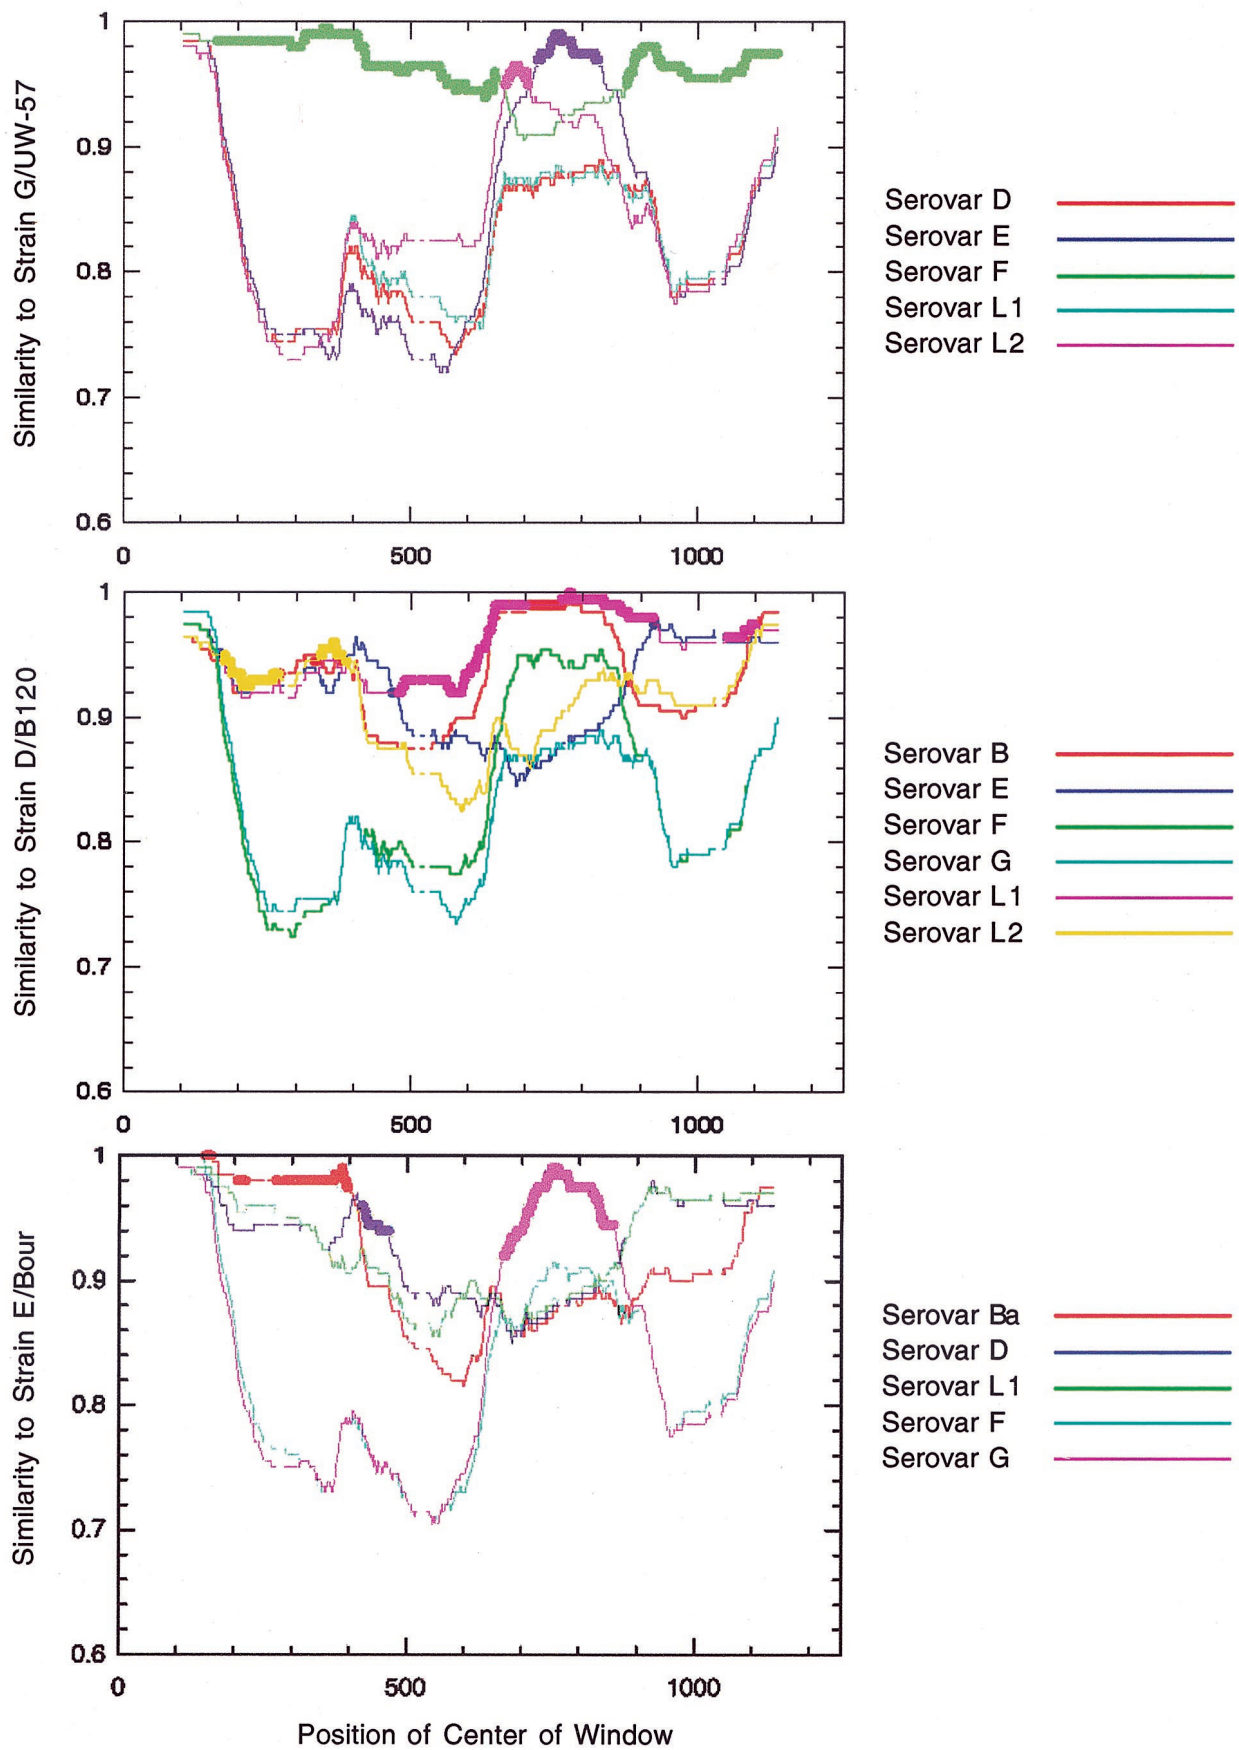 1
0.9
0.8
0.7
0.6
0
500
1000
Similarity to Strain G/UW-57
Serovar D
Serovar E
Serovar F
Serovar L1
Serovar L2
1
0.9
0.8
0.7
0.6
0
500
1000
Similarity to Strain D/B120
Serovar B
Serovar E
Serovar F
Serovar G
Serovar L1
Serovar L2
1
0.9
0.8
0.7
0.6
0
500
1000
Similarity to Strain E/Bour
Serovar Ba
Serovar D
Serovar L1
Serovar F
Serovar G
Position of Center of Window